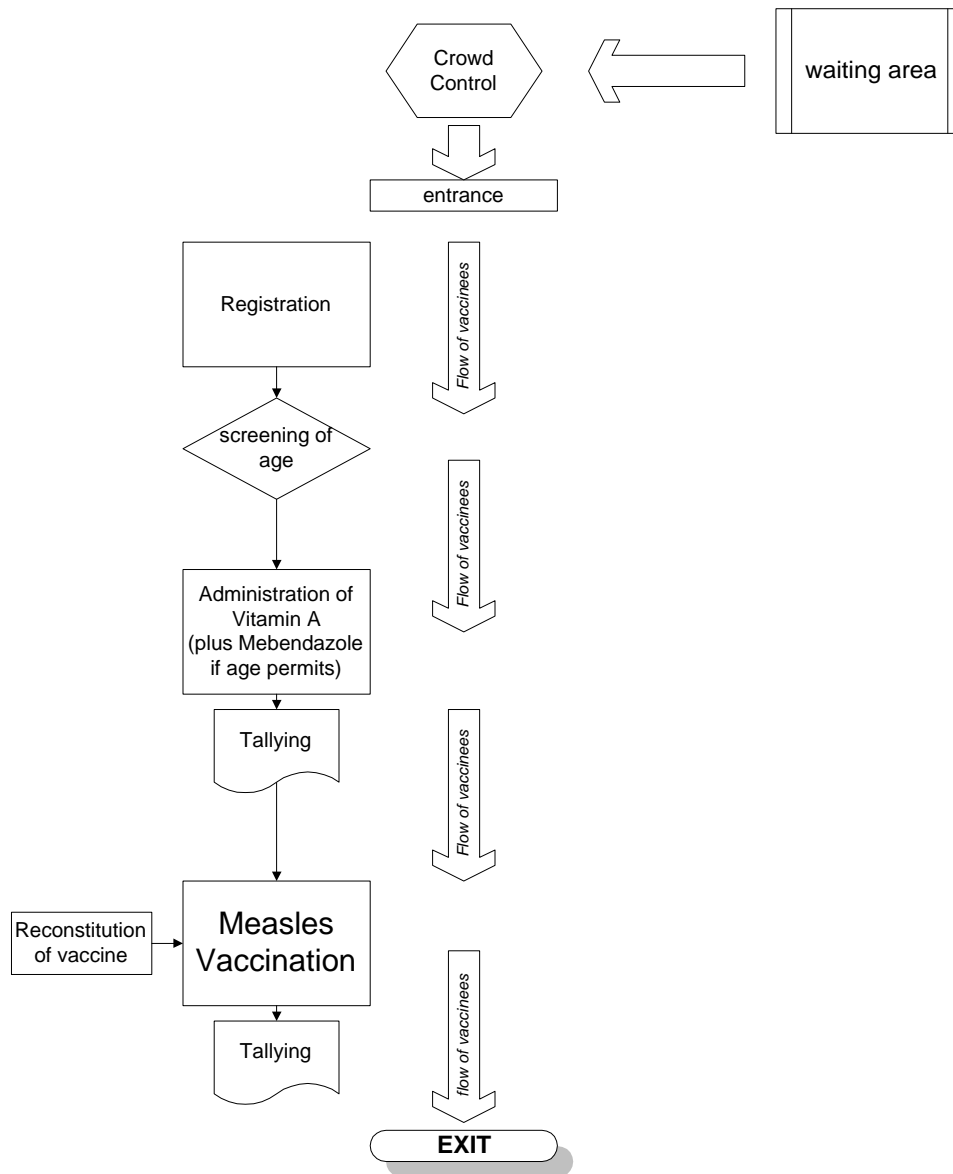 Crowd
Control
waiting area
entrance
Registration
Flow of vaccinees
screening of
age
Flow of vaccinees
Administration of
Vitamin A
(plus Mebendazole
if age permits)
Tallying
Flow of vaccinees
Reconstitution
of vaccine
Measles
Vaccination
flow of vaccinees
Tallying
EXIT